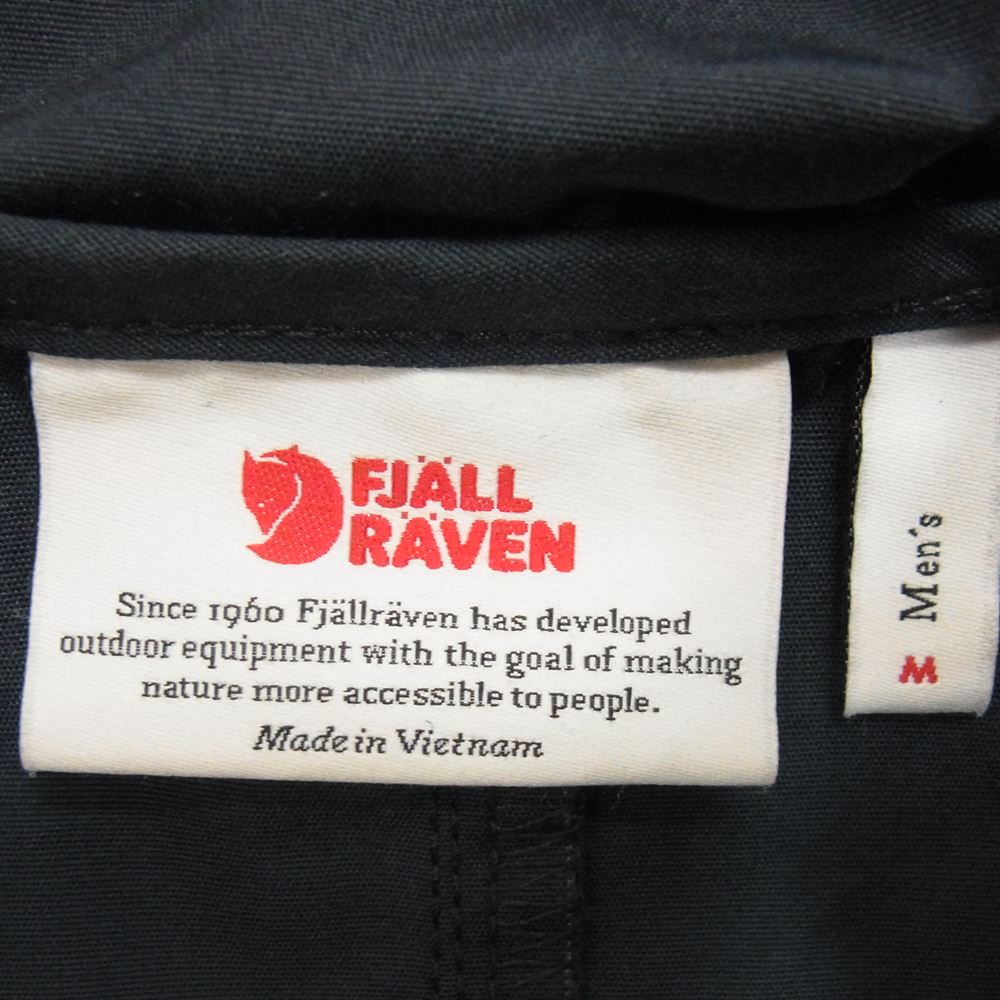 FJÄLL
RÄVEN
Since 1960 Fjällräven has developed
outdoor equipment with the goal of making
nature more accessible to people.
Made in Vietnam
Men's
M